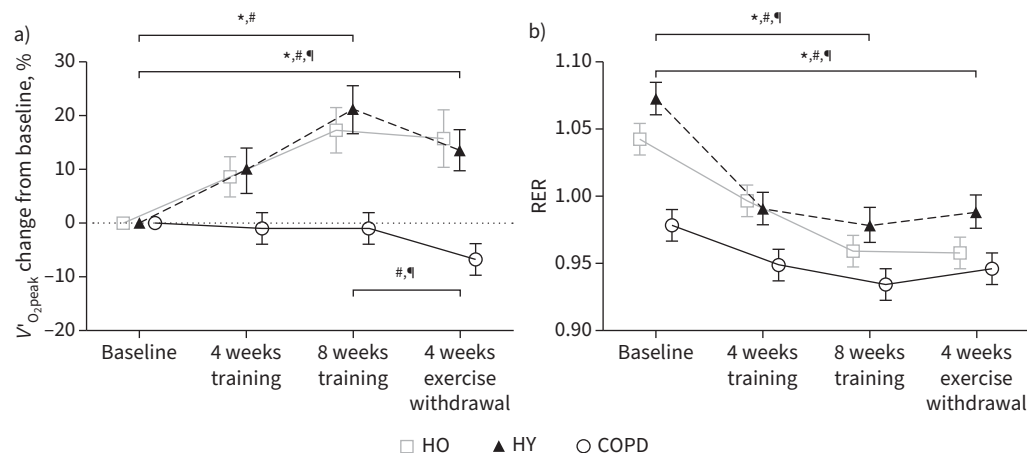 a)
*,#
*,#,¶
#,¶
V'O2peak change from baseline, %
30
20
10
0
–10
–20
Baseline
4 weeks
training
8 weeks
training
4 weeks
exercise
withdrawal
b)
*,#,¶
*,#,¶
RER
1.10
1.05
1.00
0.95
0.90
Baseline
4 weeks
training
8 weeks
training
4 weeks
exercise
withdrawal
HO HY COPD